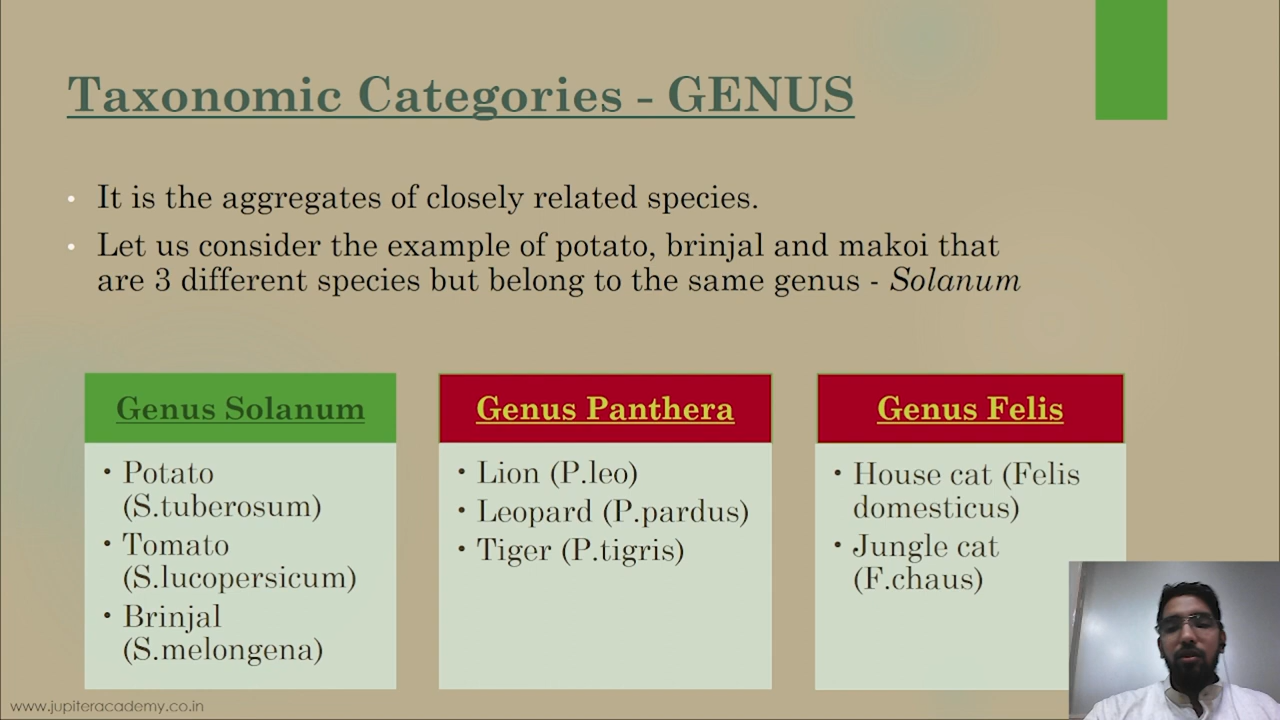 Taxonomic Categories - GENUS
• It is the aggregates of closely related species.
• Let us consider the example of potato, brinjal and makoi that
are 3 different species but belong to the same genus - Solanum
Genus Solanum
• Potato
(S.tuberosum)
• Tomato
(S.lucopersicum)
• Brinjal
(S.melongena)
Genus Panthera
• Lion (P.leo)
• Leopard (P.pardus)
• Tiger (P.tigris)
Genus Felis
• House cat (Felis
domesticus)
• Jungle cat
(F.chaus)
www.jupiteracademy.co.in